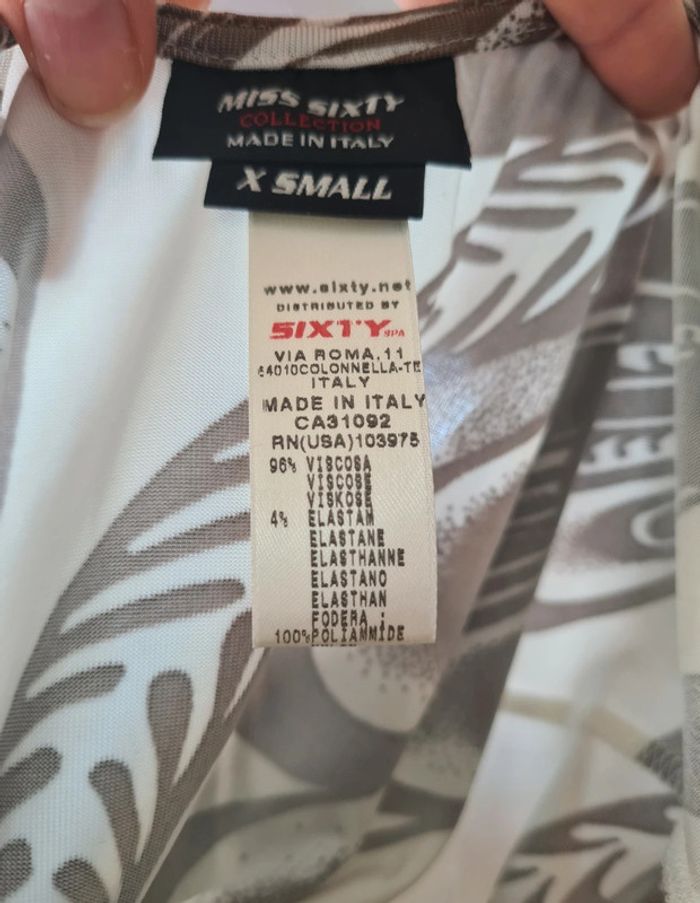 MISS SIXTY
COLLECTION
MADE IN ITALY
X SMALL
www.sixty.net
DISTRIBUTED BY
SIXTY SPA
VIA ROMA, 11
64010COLONNELLA-TE
ITALY
MADE IN ITALY
CA31092
RN(USA)103975
96% VISCOSA
VISCOSE
VISKOSE
4% ELASTAM
ELASTANE
ELASTHANNE
ELASTANO
ELASTHAN
FODERA :
100%POLIAMMIDE